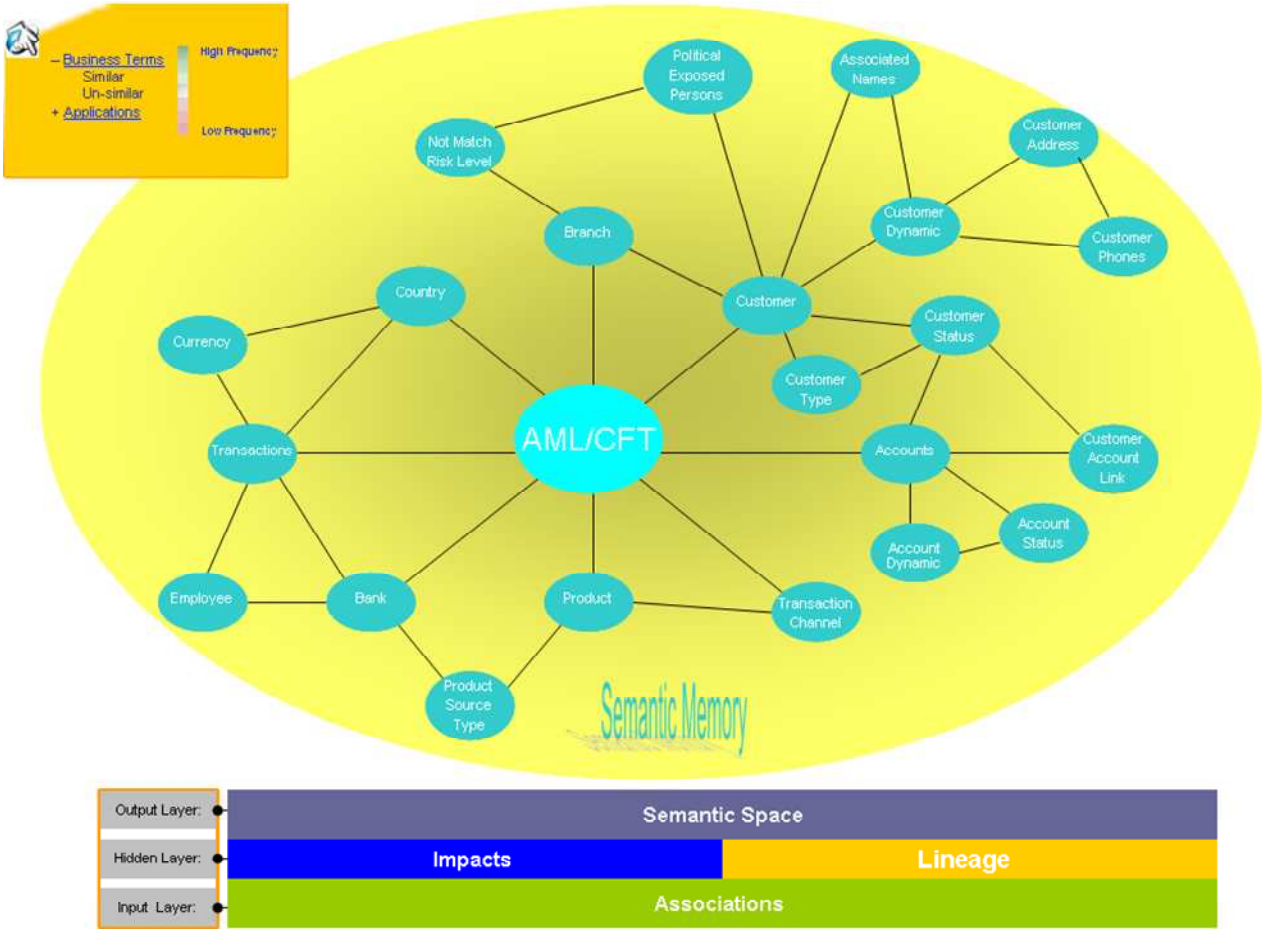 – Business Terms
Similar
Un-similar
+ Applications
High Frequency
Low Frequency
Political
Exposed
Persons
Associated
Names
Customer
Address
Not Match
Risk Level
Branch
Customer
Dynamic
Customer
Phones
Country
Customer
Customer
Status
Currency
Customer
Type
AML/CFT
Transactions
Accounts
Customer
Account
Link
Account
Status
Account
Dynamic
Employee
Bank
Product
Transaction
Channel
Product
Source
Type
Semantic Memory
Output Layer:
Semantic Space
Hidden Layer:
Impacts
Lineage
Input Layer:
Associations